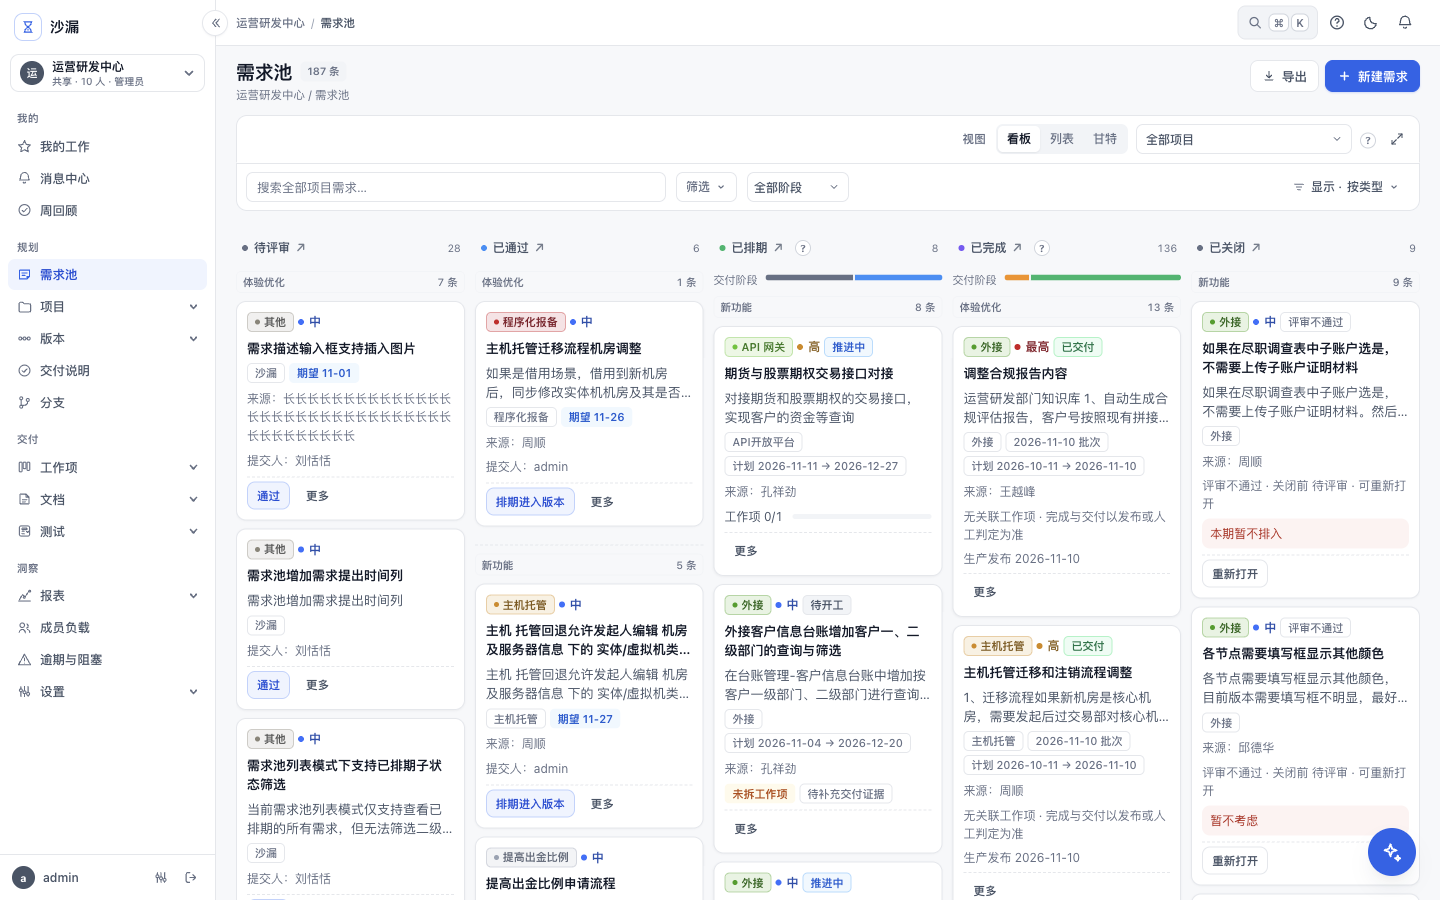 沙漏
运
运营研发中心
共享 · 10 人 · 管理员
我的
我的工作
消息中心
周回顾
规划
需求池
项目
版本
交付说明
分支
交付
工作项
文档
测试
洞察
报表
成员负载
逾期与阻塞
设置
a admin
运营研发中心 / 需求池
⌘ K
需求池 187 条
运营研发中心 / 需求池
导出
+ 新建需求
视图 看板 列表 甘特 全部项目 ?
搜索全部项目需求... 筛选 全部阶段 显示 · 按类型
待评审 ↗ 28
体验优化 7 条
其他 中
需求描述输入框支持插入图片
沙漏 期望 11-01
来源：长长长长长长长长长长长长长长
长长长长长长长长长长长长长长长长长
长长长长长长长长长
提交人：刘恬恬
通过 更多
其他 中
需求池增加需求提出时间列
需求池增加需求提出时间列
沙漏
提交人：刘恬恬
通过 更多
其他 中
需求池列表模式下支持已排期子状
态筛选
当前需求池列表模式仅支持查看已
排期的所有需求，但无法筛选二级...
沙漏
提交人：刘恬恬
已通过 ↗ 6
体验优化 1 条
程序化报备 中
主机托管迁移流程机房调整
如果是借用场景，借用到新机房
后，同步修改实体机机房及其是否...
程序化报备 期望 11-26
来源：周顺
提交人：admin
排期进入版本 更多
新功能 5 条
主机托管 中
主机 托管回退允许发起人编辑 机房
及服务器信息 下的 实体/虚拟机类...
主机 托管回退允许发起人编辑 机房
及服务器信息 下的 实体/虚拟机类...
主机托管 期望 11-27
来源：周顺
提交人：admin
排期进入版本 更多
提高出金比例 中
提高出金比例申请流程
已排期 ↗ ? 8
交付阶段
新功能 8 条
API 网关 高 推进中
期货与股票期权交易接口对接
对接期货和股票期权的交易接口，
实现客户的资金等查询
API开放平台
计划 2026-11-11 → 2026-12-27
来源：孔祥劲
工作项 0/1
更多
外接 中 待开工
外接客户信息台账增加客户一、二
级部门的查询与筛选
在台账管理-客户信息台账中增加按
客户一级部门、二级部门进行查询...
外接
计划 2026-11-04 → 2026-12-20
来源：孔祥劲
未拆工作项 待补充交付证据
更多
外接 中 推进中
已完成 ↗ ? 136
交付阶段
体验优化 13 条
外接 最高 已交付
调整合规报告内容
运营研发部门知识库 1、自动生成合
规评估报告，客户号按照现有拼接...
外接 2026-11-10 批次
计划 2026-10-11 → 2026-11-10
来源：王越峰
无关联工作项 · 完成与交付以发布或人
工判定为准
生产发布 2026-11-10
更多
主机托管 高 已交付
主机托管迁移和注销流程调整
1、迁移流程如果新机房是核心机
房，需要发起后过交易部对核心机...
主机托管 2026-11-10 批次
计划 2026-10-11 → 2026-11-10
来源：周顺
无关联工作项 · 完成与交付以发布或人
工判定为准
生产发布 2026-11-10
更多
已关闭 ↗ 9
新功能 9 条
外接 中 评审不通过
如果在尽职调查表中子账户选是，
不需要上传子账户证明材料
如果在尽职调查表中子账户选是，
不需要上传子账户证明材料。然后...
外接
来源：周顺
评审不通过 · 关闭前 待评审 · 可重新打
开
本期暂不排入
重新打开
外接 中 评审不通过
各节点需要填写框显示其他颜色
各节点需要填写框显示其他颜色，
目前版本需要填写框不明显，最好...
外接
来源：邱德华
评审不通过 · 关闭前 待评审 · 可重新打
开
暂不考虑
重新打开